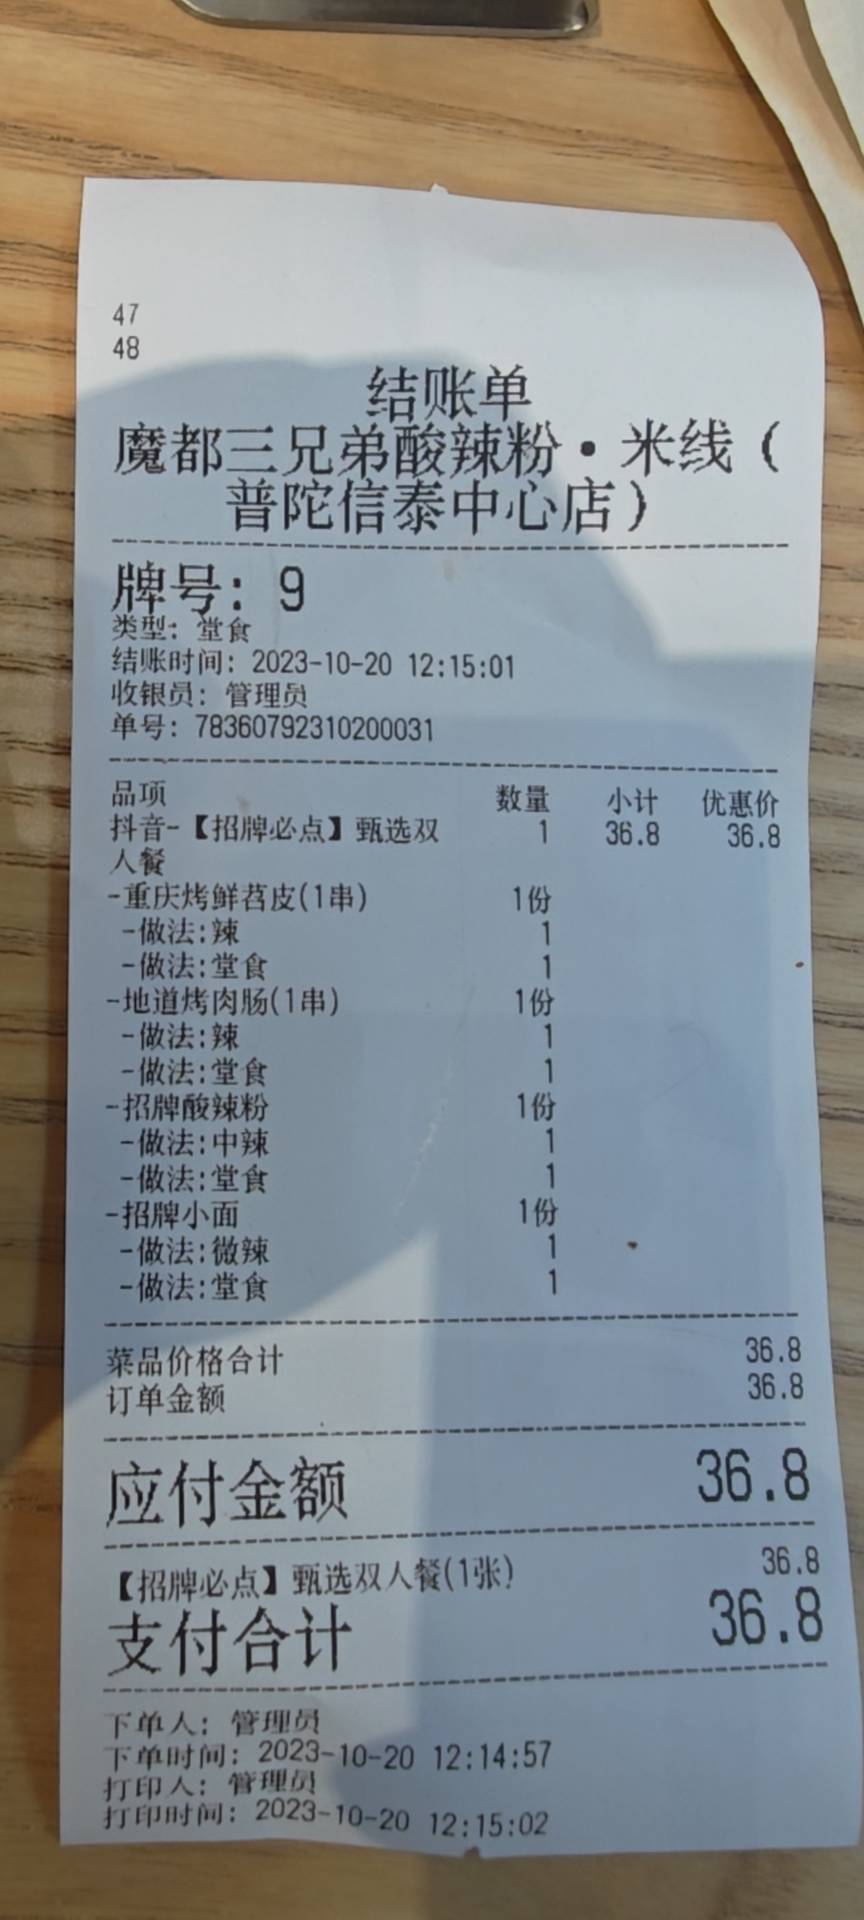 47
48
结账单
魔都三兄弟酸辣粉·米线（
普陀信泰中心店）
牌号：9
类型：堂食
结账时间：2023-10-20 12:15:01
收银员：管理员
单号：78360792310200031
品项 数量 小计 优惠价
抖音-【招牌必点】甄选双 1 36.8 36.8
人餐
-重庆烤鲜苕皮(1串) 1份
-做法:辣 1
-做法:堂食 1
-地道烤肉肠(1串) 1份
-做法:辣 1
-做法:堂食 1
-招牌酸辣粉 1份
-做法:中辣 1
-做法:堂食 1
-招牌小面 1份
-做法:微辣 1
-做法:堂食 1
菜品价格合计 36.8
订单金额 36.8
应付金额 36.8
【招牌必点】甄选双人餐(1张) 36.8
支付合计 36.8
下单人：管理员
下单时间：2023-10-20 12:14:57
打印人：管理员
打印时间：2023-10-20 12:15:02